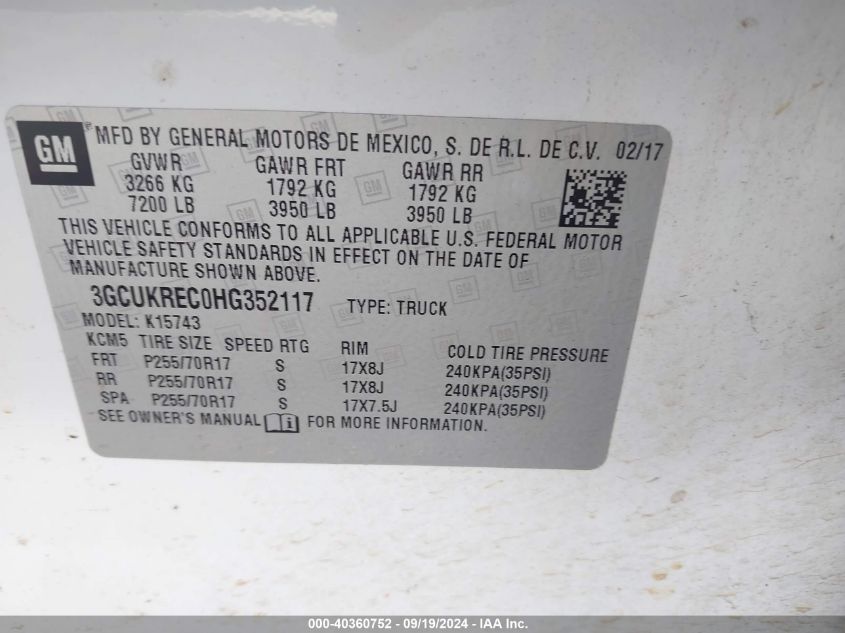 GM MFD BY GENERAL MOTORS DE MEXICO, S. DE R.L. DE C.V. 02/17
GVWR GAWR FRT GAWR RR
3266 KG 1792 KG 1792 KG
7200 LB 3950 LB 3950 LB
THIS VEHICLE CONFORMS TO ALL APPLICABLE U.S. FEDERAL MOTOR
VEHICLE SAFETY STANDARDS IN EFFECT ON THE DATE OF
MANUFACTURE SHOWN ABOVE.
3GCUKREC0HG352117 TYPE: TRUCK
MODEL: K15743
KCM5 TIRE SIZE SPEED RTG RIM COLD TIRE PRESSURE
FRT P255/70R17 S 17X8J 240KPA(35PSI)
RR P255/70R17 S 17X8J 240KPA(35PSI)
SPA P255/70R17 S 17X7.5J 240KPA(35PSI)
SEE OWNER'S MANUAL i FOR MORE INFORMATION.
000-40360752 - 09/19/2024 - IAA Inc.